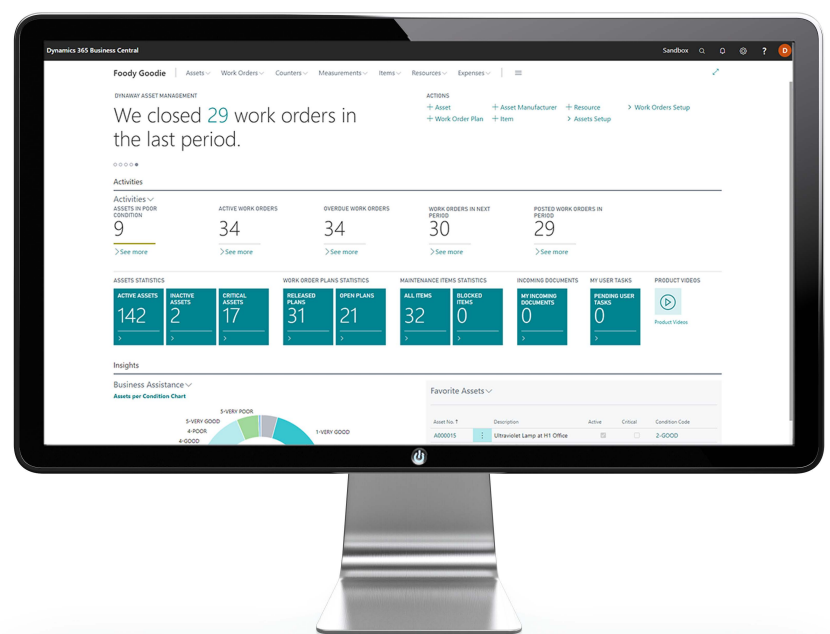 Dynamics 365 Business Central
Sandbox
?
D
Foody Goodie
Assets
Work Orders
Counters
Measurements
Items
Resources
Expenses
DYNAWAY ASSET MANAGEMENT
We closed 29 work orders in
the last period.
ACTIONS
+ Asset
+ Asset Manufacturer
+ Resource
> Work Orders Setup
+ Work Order Plan
+ Item
> Assets Setup
Activities
Activities
ASSETS IN POOR
CONDITION
9
>See more
ACTIVE WORK ORDERS
34
>See more
OVERDUE WORK ORDERS
34
>See more
WORK ORDERS IN NEXT
PERIOD
30
>See more
POSTED WORK ORDERS IN
PERIOD
29
>See more
ASSETS STATISTICS
ACTIVE ASSETS
142
>
INACTIVE
ASSETS
2
>
CRITICAL
ASSETS
17
>
WORK ORDER PLANS STATISTICS
RELEASED
PLANS
31
>
OPEN PLANS
21
>
MAINTENANCE ITEMS STATISTICS
ALL ITEMS
32
>
BLOCKED
ITEMS
0
>
INCOMING DOCUMENTS
MY INCOMING
DOCUMENTS
0
>
MY USER TASKS
PENDING USER
TASKS
0
>
PRODUCT VIDEOS
Product Videos
Insights
Business Assistance
Assets per Condition Chart
5-VERY POOR
5-VERY GOOD
4-POOR
4-GOOD
1-VERY GOOD
Favorite Assets
Asset No. ↑
Description
Active
Critical
Condition Code
A000015
Ultraviolet Lamp at H1 Office
2-GOOD